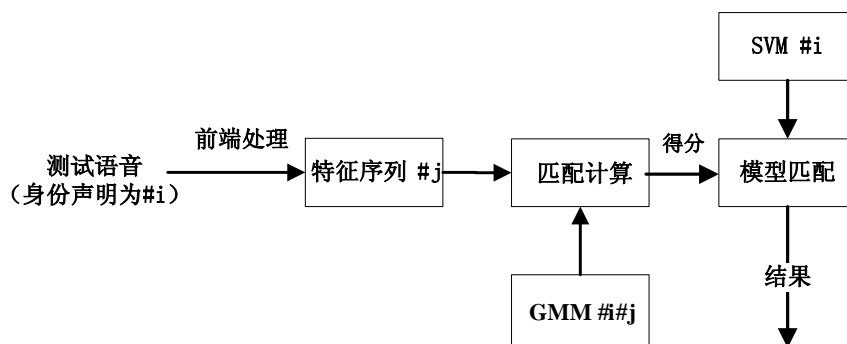 SVM #i
前端处理
得分
测试语音
（身份声明为#i）
特征序列 #j
匹配计算
模型匹配
结果
GMM #i#j